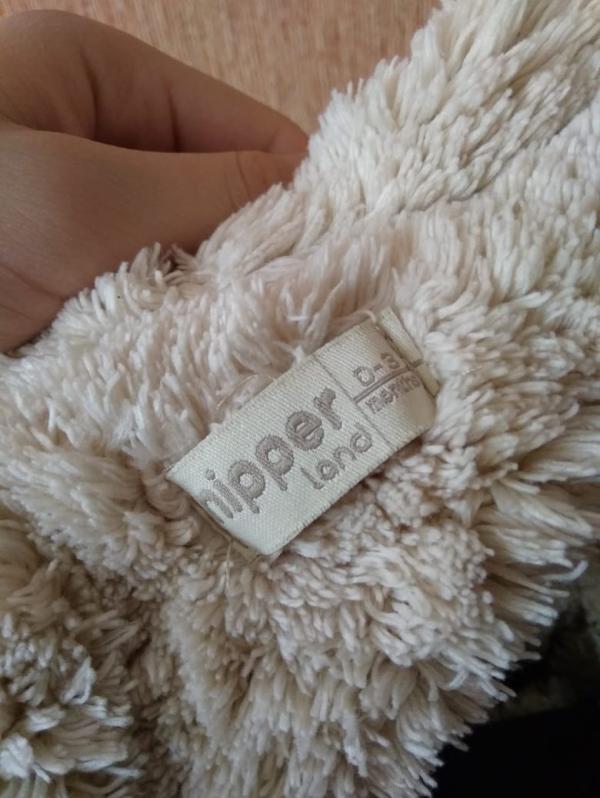 nipper
land
0-3
months